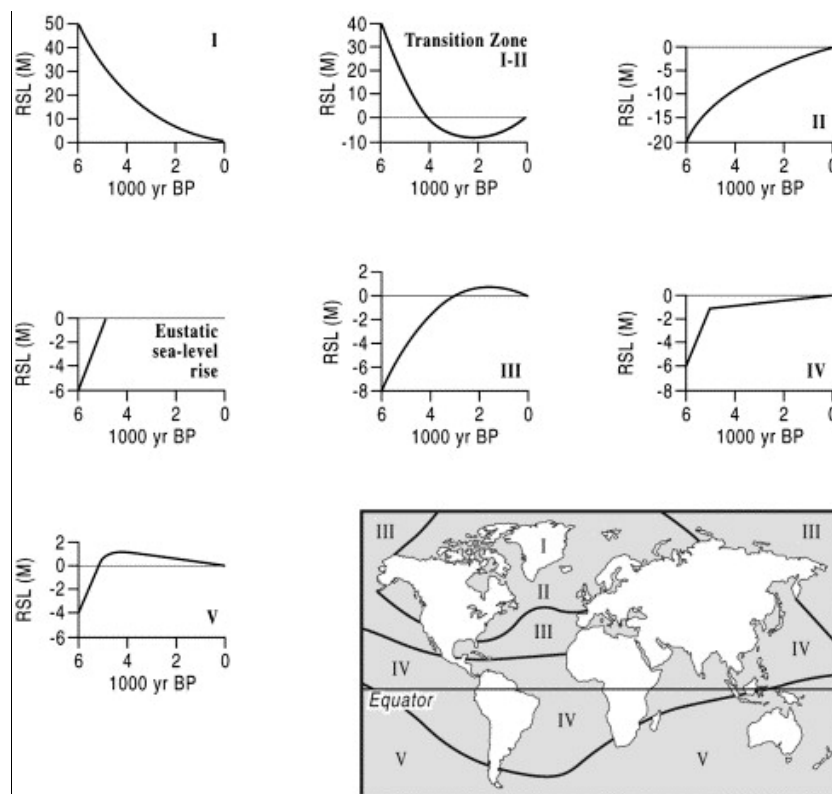 50
40
30
20
10
0
RSL (M)
I
6 4 2 0
1000 yr BP
40
30
20
10
0
-10
RSL (M)
Transition Zone
I-II
6 4 2 0
1000 yr BP
0
-5
-10
-15
-20
RSL (M)
II
6 4 2 0
1000 yr BP
0
-2
-4
-6
RSL (M)
Eustatic
sea-level
rise
6 4 2 0
1000 yr BP
2
0
-2
-4
-6
-8
RSL (M)
III
6 4 2 0
1000 yr BP
0
-2
-4
-6
-8
RSL (M)
IV
6 4 2 0
1000 yr BP
2
0
-2
-4
-6
RSL (M)
V
6 4 2 0
1000 yr BP
III
I
III
II
III
IV
IV
Equator
IV
V
V